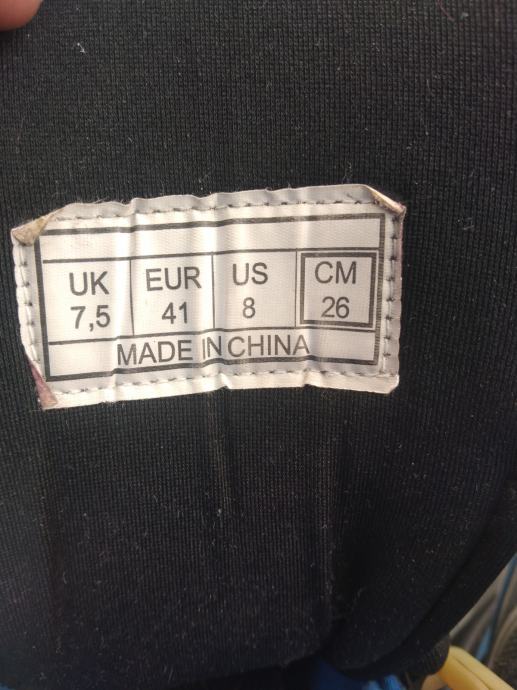 UK EUR US CM
7,5 41 8 26
MADE IN CHINA